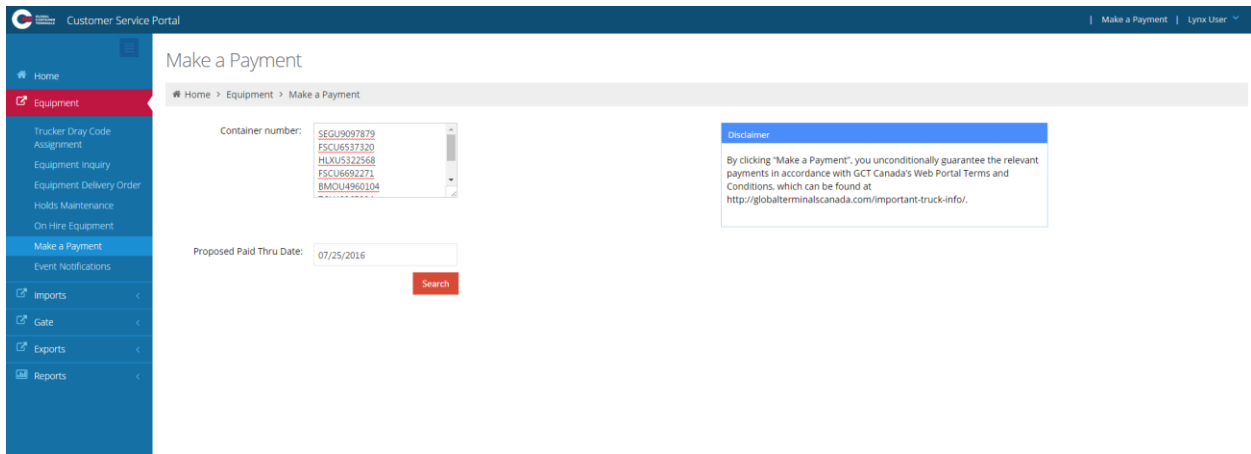 GLOBAL CONTAINER TERMINALS Customer Service Portal | Make a Payment | Lynx User
Home
Equipment
Trucker Dray Code
Assignment
Equipment Inquiry
Equipment Delivery Order
Holds Maintenance
On Hire Equipment
Make a Payment
Event Notifications
Imports
Gate
Exports
Reports
Make a Payment
Home > Equipment > Make a Payment
Container number:
SEGU9097879
FSCU6537320
HLXU5322568
FSCU6692271
BMOU4960104
Proposed Paid Thru Date: 07/25/2016
Search
Disclaimer
By clicking "Make a Payment", you unconditionally guarantee the relevant
payments in accordance with GCT Canada's Web Portal Terms and
Conditions, which can be found at
http://globalterminalscanada.com/important-truck-info/.